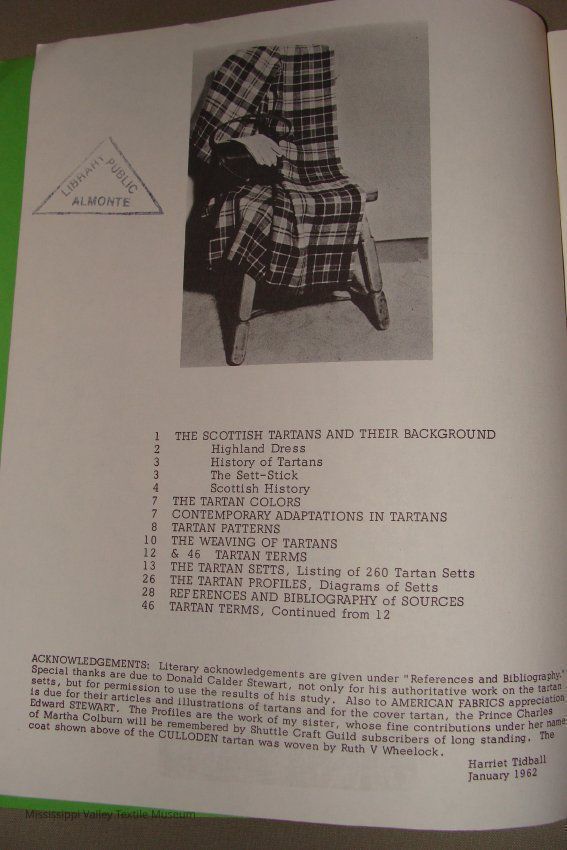 LIBRARY PUBLIC
ALMONTE
1 THE SCOTTISH TARTANS AND THEIR BACKGROUND
2 Highland Dress
3 History of Tartans
3 The Sett-Stick
4 Scottish History
7 THE TARTAN COLORS
7 CONTEMPORARY ADAPTATIONS IN TARTANS
8 TARTAN PATTERNS
10 THE WEAVING OF TARTANS
12 & 46 TARTAN TERMS
13 THE TARTAN SETTS, Listing of 260 Tartan Setts
26 THE TARTAN PROFILES, Diagrams of Setts
28 REFERENCES AND BIBLIOGRAPHY of SOURCES
46 TARTAN TERMS, Continued from 12
ACKNOWLEDGEMENTS: Literary acknowledgements are given under "References and Bibliography."
Special thanks are due to Donald Calder Stewart, not only for his authoritative work on the tartan
setts, but for permission to use the results of his study. Also to AMERICAN FABRICS appreciation
is due for their articles and illustrations of tartans and for the cover tartan, the Prince Charles
Edward STEWART. The Profiles are the work of my sister, whose fine contributions under her name
of Martha Colburn will be remembered by Shuttle Craft Guild subscribers of long standing. The
coat shown above of the CULLODEN tartan was woven by Ruth V Wheelock.
Harriet Tidball
January 1962
Mississippi Valley Textile Museum